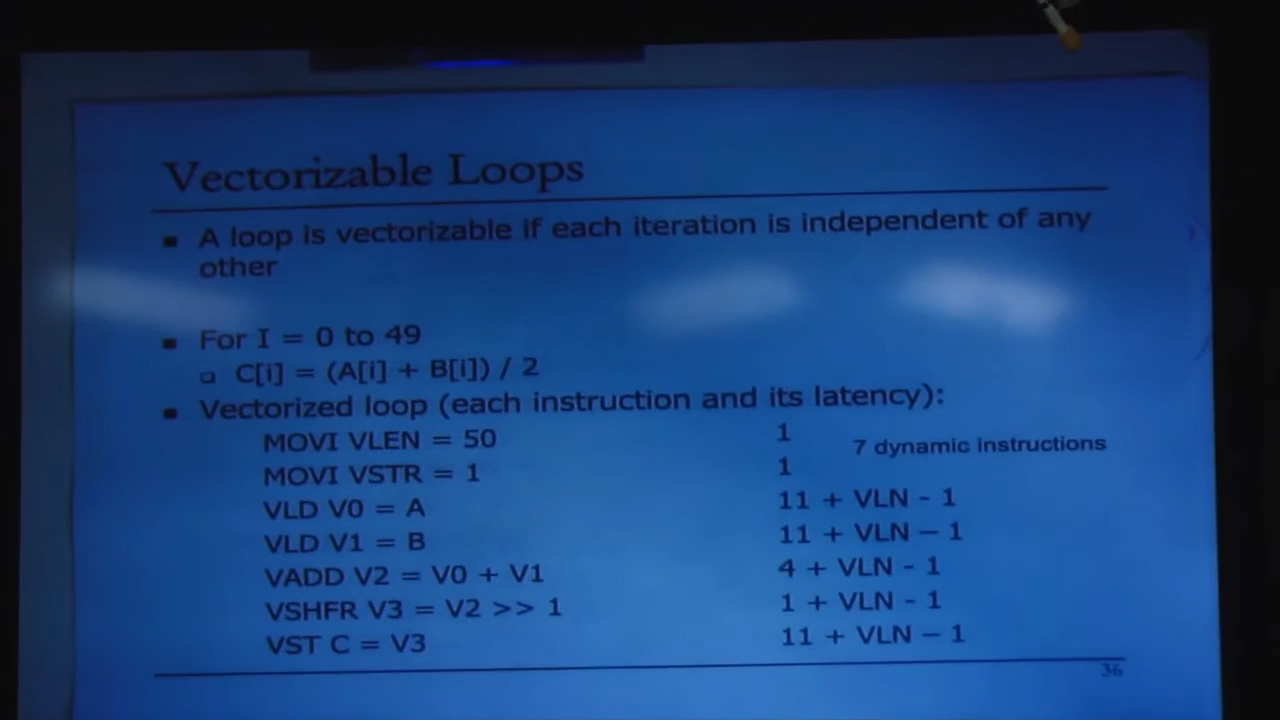 Vectorizable Loops
A loop is vectorizable if each iteration is independent of any
other
For I = 0 to 49
C[i] = (A[i] + B[i]) / 2
Vectorized loop (each instruction and its latency):
MOVI VLEN = 50 1
7 dynamic instructions
MOVI VSTR = 1 1
VLD V0 = A 11 + VLN - 1
VLD V1 = B 11 + VLN – 1
VADD V2 = V0 + V1 4 + VLN - 1
VSHFR V3 = V2 >> 1 1 + VLN - 1
VST C = V3 11 + VLN – 1
36